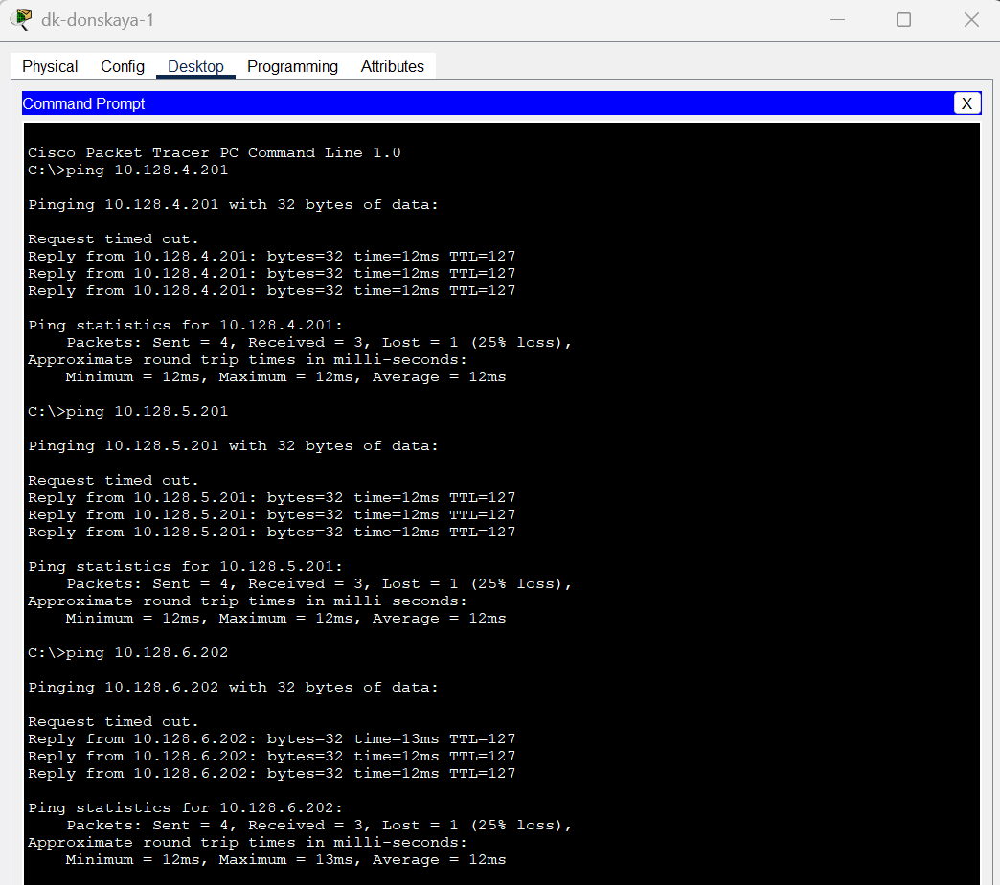 dk-donskaya-1
Physical Config Desktop Programming Attributes
Command Prompt X
Cisco Packet Tracer PC Command Line 1.0
C:\>ping 10.128.4.201
Pinging 10.128.4.201 with 32 bytes of data:
Request timed out.
Reply from 10.128.4.201: bytes=32 time=12ms TTL=127
Reply from 10.128.4.201: bytes=32 time=12ms TTL=127
Reply from 10.128.4.201: bytes=32 time=12ms TTL=127
Ping statistics for 10.128.4.201:
    Packets: Sent = 4, Received = 3, Lost = 1 (25% loss),
Approximate round trip times in milli-seconds:
    Minimum = 12ms, Maximum = 12ms, Average = 12ms
C:\>ping 10.128.5.201
Pinging 10.128.5.201 with 32 bytes of data:
Request timed out.
Reply from 10.128.5.201: bytes=32 time=12ms TTL=127
Reply from 10.128.5.201: bytes=32 time=12ms TTL=127
Reply from 10.128.5.201: bytes=32 time=12ms TTL=127
Ping statistics for 10.128.5.201:
    Packets: Sent = 4, Received = 3, Lost = 1 (25% loss),
Approximate round trip times in milli-seconds:
    Minimum = 12ms, Maximum = 12ms, Average = 12ms
C:\>ping 10.128.6.202
Pinging 10.128.6.202 with 32 bytes of data:
Request timed out.
Reply from 10.128.6.202: bytes=32 time=13ms TTL=127
Reply from 10.128.6.202: bytes=32 time=12ms TTL=127
Reply from 10.128.6.202: bytes=32 time=12ms TTL=127
Ping statistics for 10.128.6.202:
    Packets: Sent = 4, Received = 3, Lost = 1 (25% loss),
Approximate round trip times in milli-seconds:
    Minimum = 12ms, Maximum = 13ms, Average = 12ms